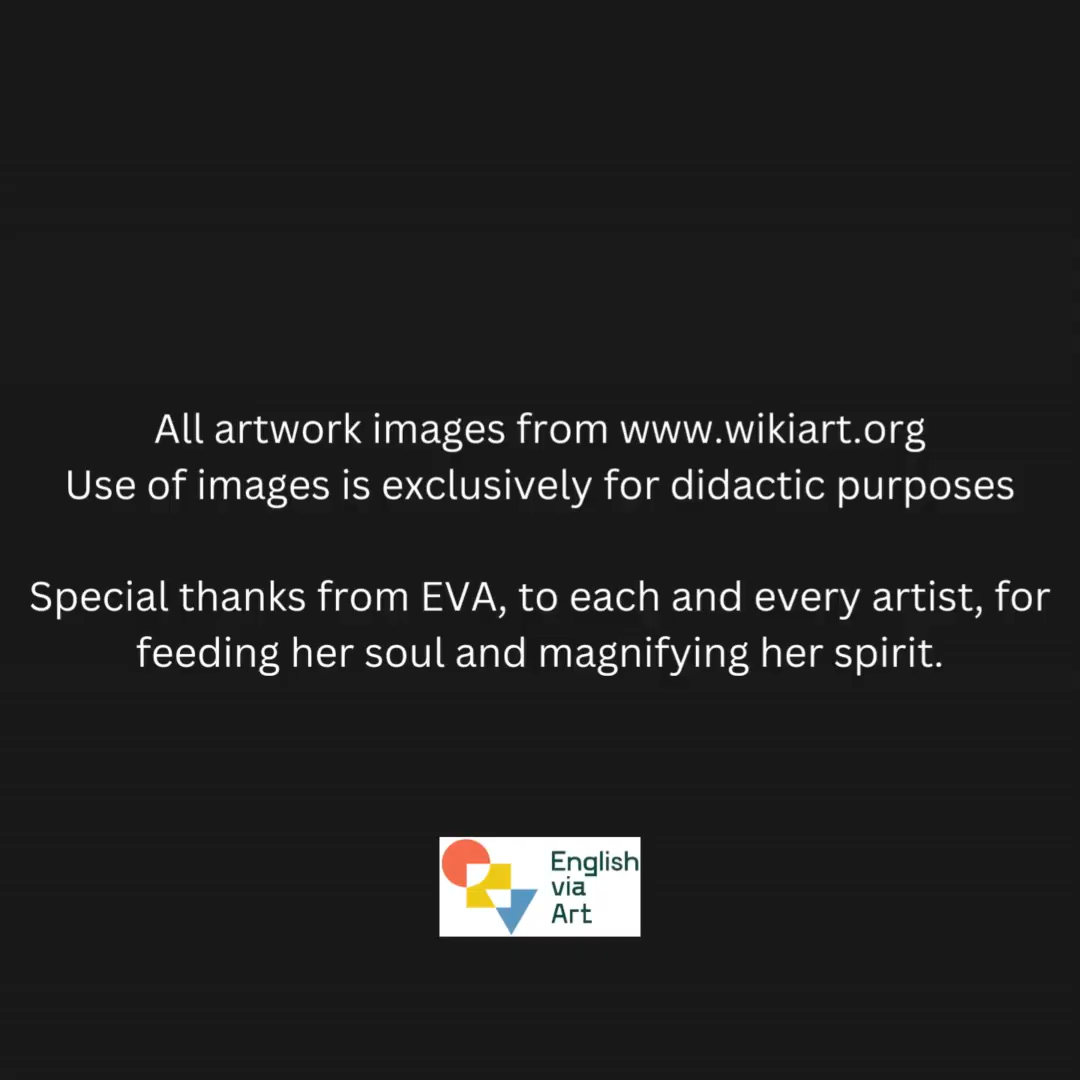 All artwork images from www.wikiart.org
Use of images is exclusively for didactic purposes
Special thanks from EVA, to each and every artist, for
feeding her soul and magnifying her spirit.
English
via
Art